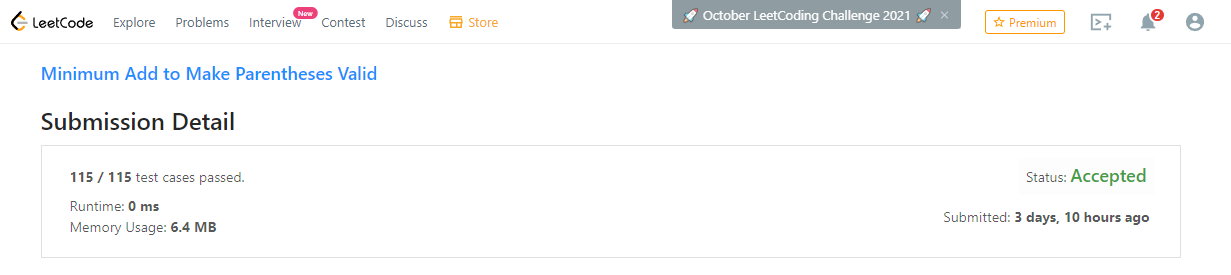 LeetCode Explore Problems Interview New Contest Discuss Store 🚀 October LeetCoding Challenge 2021 🚀 × Premium 2
Minimum Add to Make Parentheses Valid
Submission Detail
115 / 115 test cases passed. Status: Accepted
Runtime: 0 ms
Memory Usage: 6.4 MB Submitted: 3 days, 10 hours ago